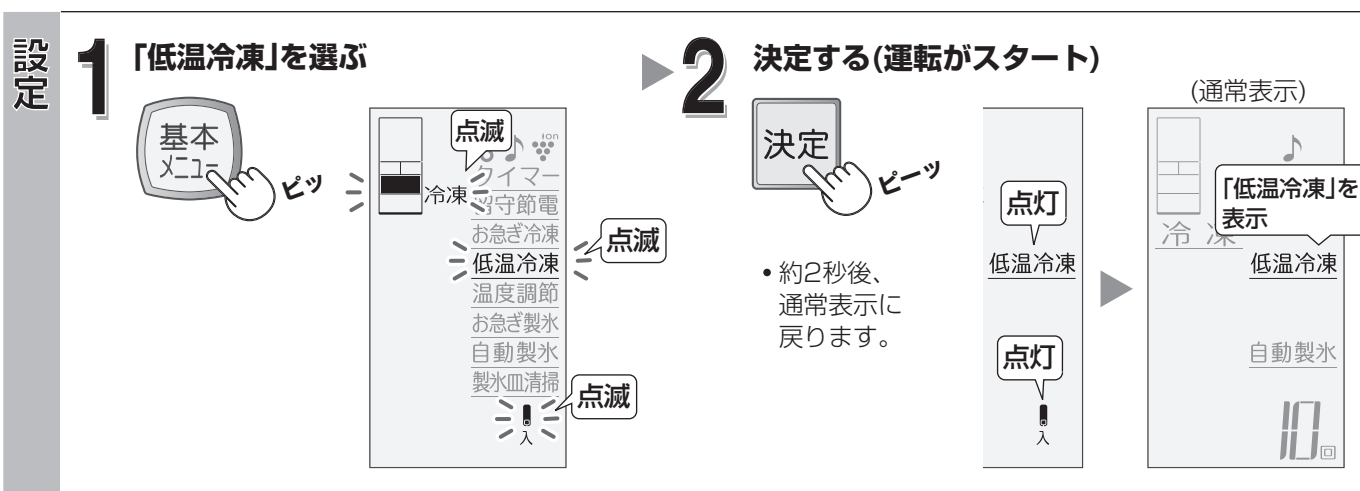 設定
1 「低温冷凍」を選ぶ
基本
メニュー
ピッ
点滅
ion
冷凍
タイマー
留守節電
お急ぎ冷凍
低温冷凍
点滅
温度調節
お急ぎ製氷
自動製氷
製氷皿清掃
点滅
入
2 決定する(運転がスタート)
決定
ピーッ
• 約2秒後、
通常表示に
戻ります。
点灯
低温冷凍
点灯
入
(通常表示)
「低温冷凍」を
表示
冷凍
低温冷凍
自動製氷
10回